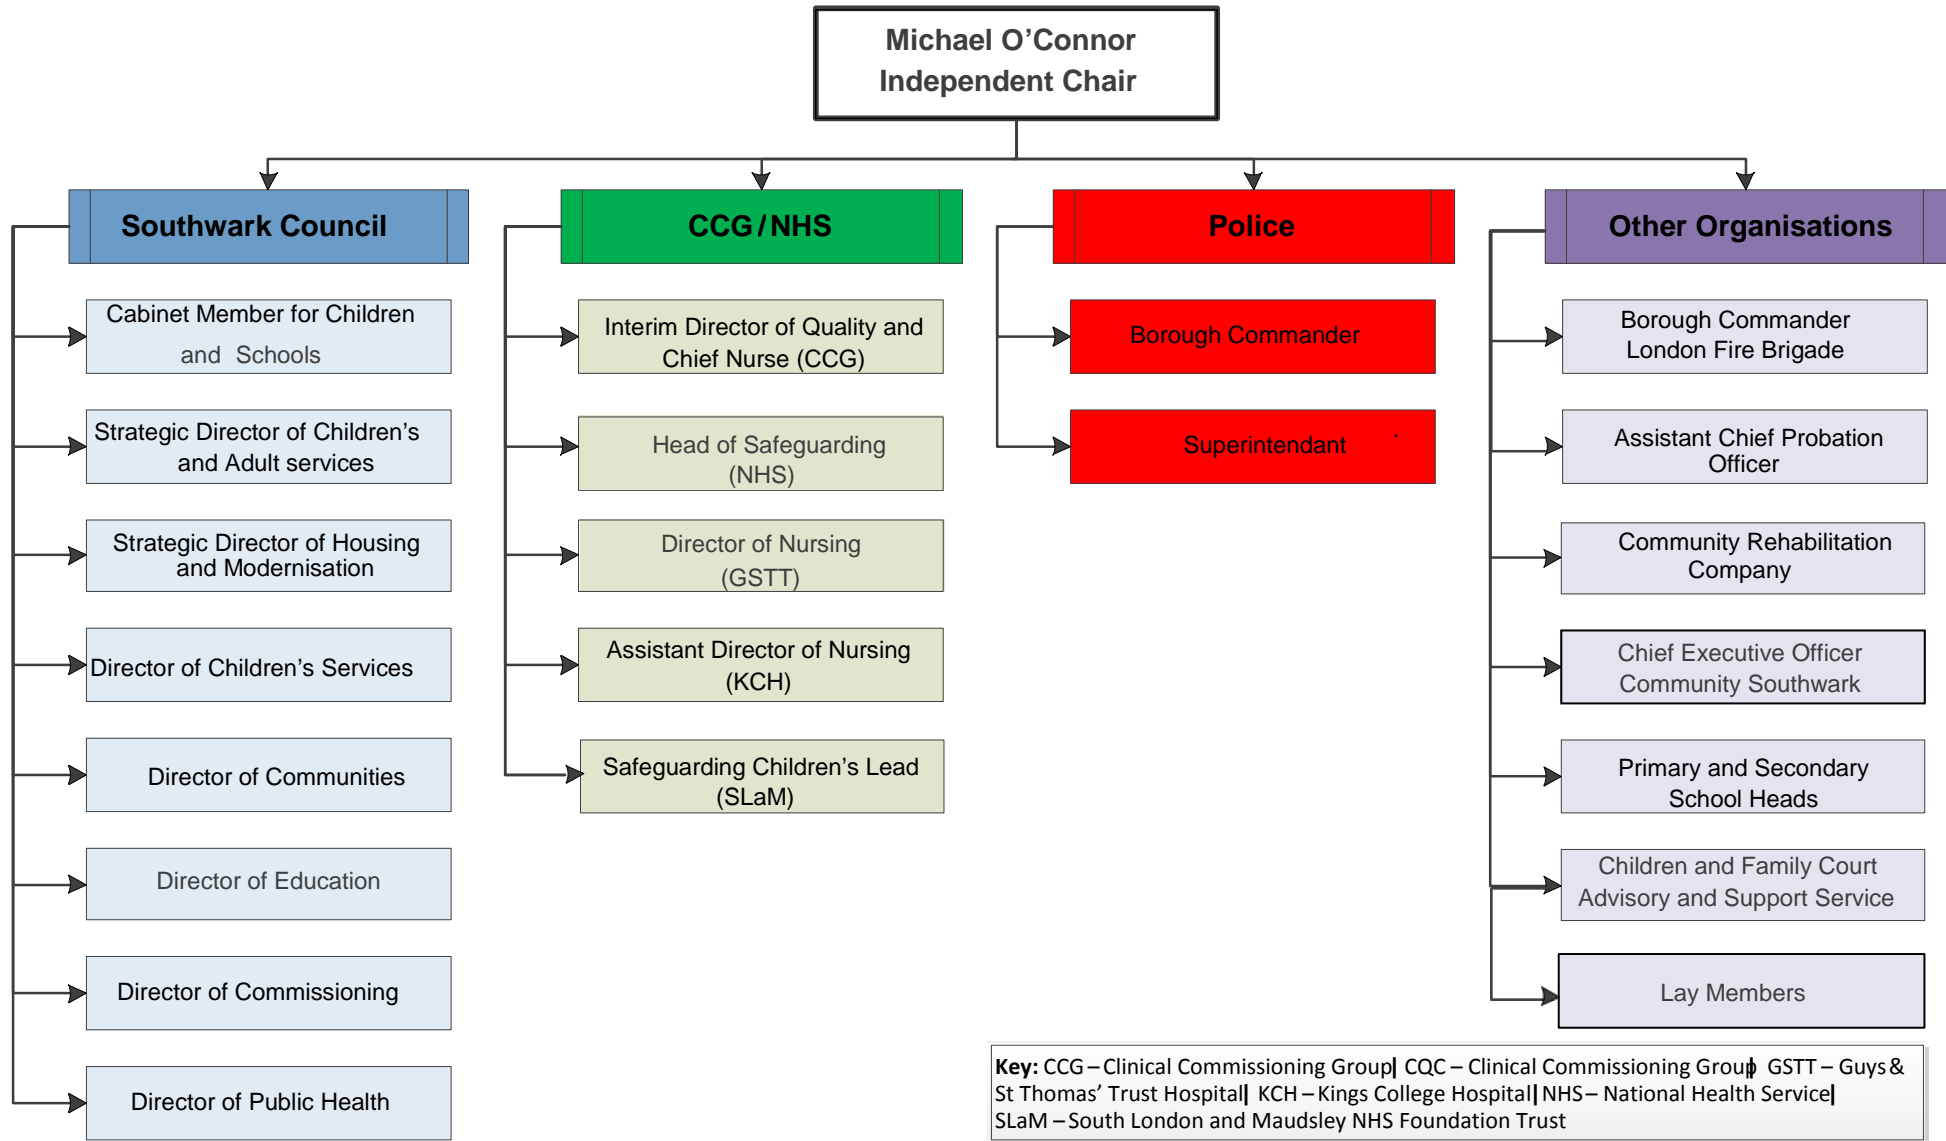 Michael O’Connor
Independent Chair
Southwark Council
Cabinet Member for Children
and Schools
Strategic Director of Children’s
and Adult services
Strategic Director of Housing
and Modernisation
Director of Children’s Services
Director of Communities
Director of Education
Director of Commissioning
Director of Public Health
CCG / NHS
Interim Director of Quality and
Chief Nurse (CCG)
Head of Safeguarding
(NHS)
Director of Nursing
(GSTT)
Assistant Director of Nursing
(KCH)
Safeguarding Children’s Lead
(SLaM)
Police
Borough Commander
Superintendant
Other Organisations
Borough Commander
London Fire Brigade
Assistant Chief Probation
Officer
Community Rehabilitation
Company
Chief Executive Officer
Community Southwark
Primary and Secondary
School Heads
Children and Family Court
Advisory and Support Service
Lay Members
Key: CCG – Clinical Commissioning Group| CQC – Clinical Commissioning Group| GSTT – Guys &
St Thomas’ Trust Hospital| KCH – Kings College Hospital| NHS – National Health Service|
SLaM – South London and Maudsley NHS Foundation Trust